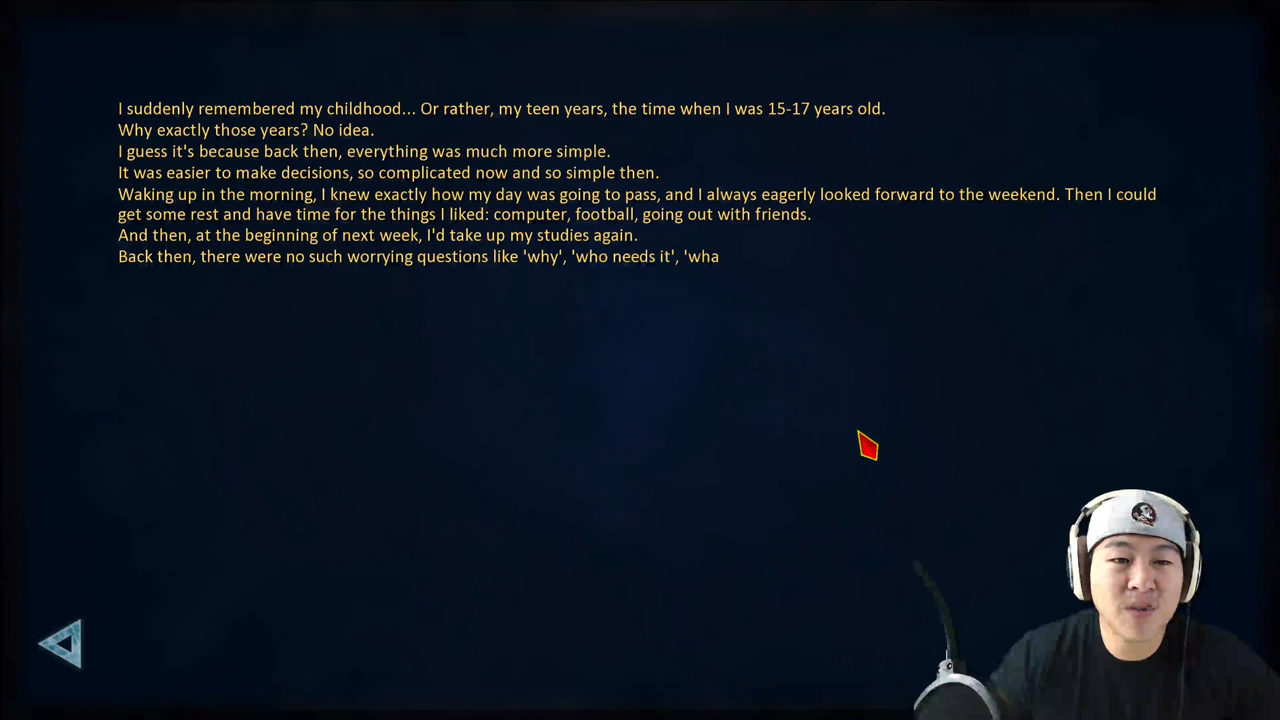 I suddenly remembered my childhood... Or rather, my teen years, the time when I was 15-17 years old.
Why exactly those years? No idea.
I guess it's because back then, everything was much more simple.
It was easier to make decisions, so complicated now and so simple then.
Waking up in the morning, I knew exactly how my day was going to pass, and I always eagerly looked forward to the weekend. Then I could
get some rest and have time for the things I liked: computer, football, going out with friends.
And then, at the beginning of next week, I'd take up my studies again.
Back then, there were no such worrying questions like 'why', 'who needs it', 'wha